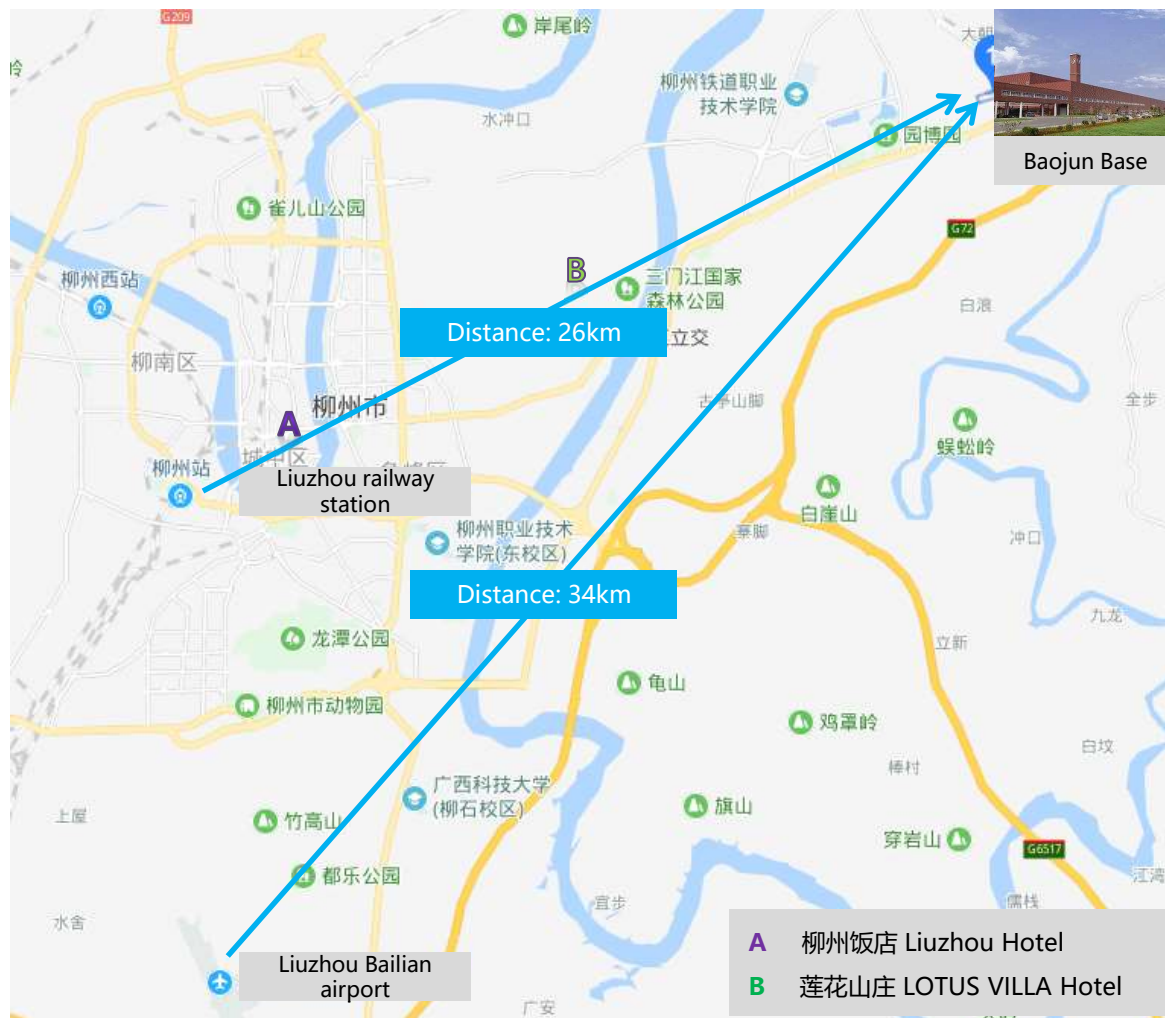 G209
岸尾岭
岭
大朝
柳州铁道职业
技术学院
水冲口
园博园
Baojun Base
雀儿山公园
G72
柳州西站
B
三门江国家
森林公园
白浪
Distance: 26km
立交
柳南区
古亭山脚
全步
柳州市
A
蜈蚣岭
城中区
柳州站
Liuzhou railway
station
白崖山
柳州职业技术
学院(东校区)
寨脚
冲口
Distance: 34km
九龙
龙潭公园
立新
龟山
柳州市动物园
鸡罩岭
白坟
棒村
广西科技大学
(柳石校区)
旗山
上屋
竹高山
穿岩山
G6517
都乐公园
江湾
儒栈
宜步
水舍
A 柳州饭店 Liuzhou Hotel
Liuzhou Bailian
airport
B 莲花山庄 LOTUS VILLA Hotel
广安